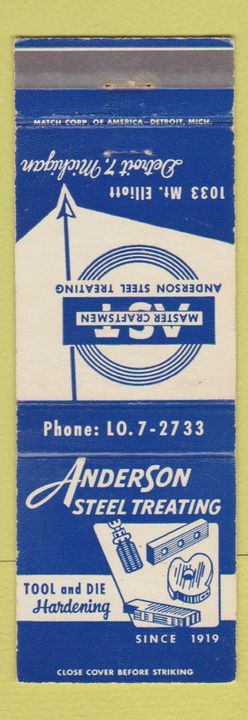 MATCH CORP. OF AMERICA—DETROIT, MICH.
1033 Mt. Elliott
Detroit 7, Michigan
AST
MASTER CRAFTSMEN
ANDERSON STEEL TREATING
Phone: LO. 7-2733
ANDERSON
STEEL TREATING
TOOL and DIE
Hardening
SINCE 1919
CLOSE COVER BEFORE STRIKING